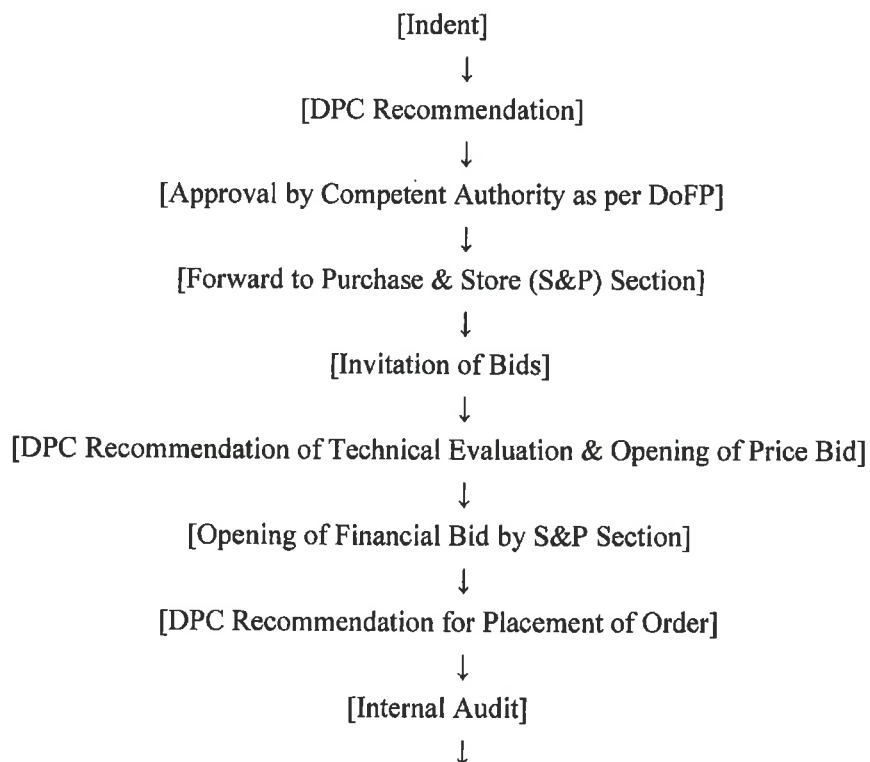 [Indent]
↓
[DPC Recommendation]
↓
[Approval by Competent Authority as per DoFP]
↓
[Forward to Purchase & Store (S&P) Section]
↓
[Invitation of Bids]
↓
[DPC Recommendation of Technical Evaluation & Opening of Price Bid]
↓
[Opening of Financial Bid by S&P Section]
↓
[DPC Recommendation for Placement of Order]
↓
[Internal Audit]
↓